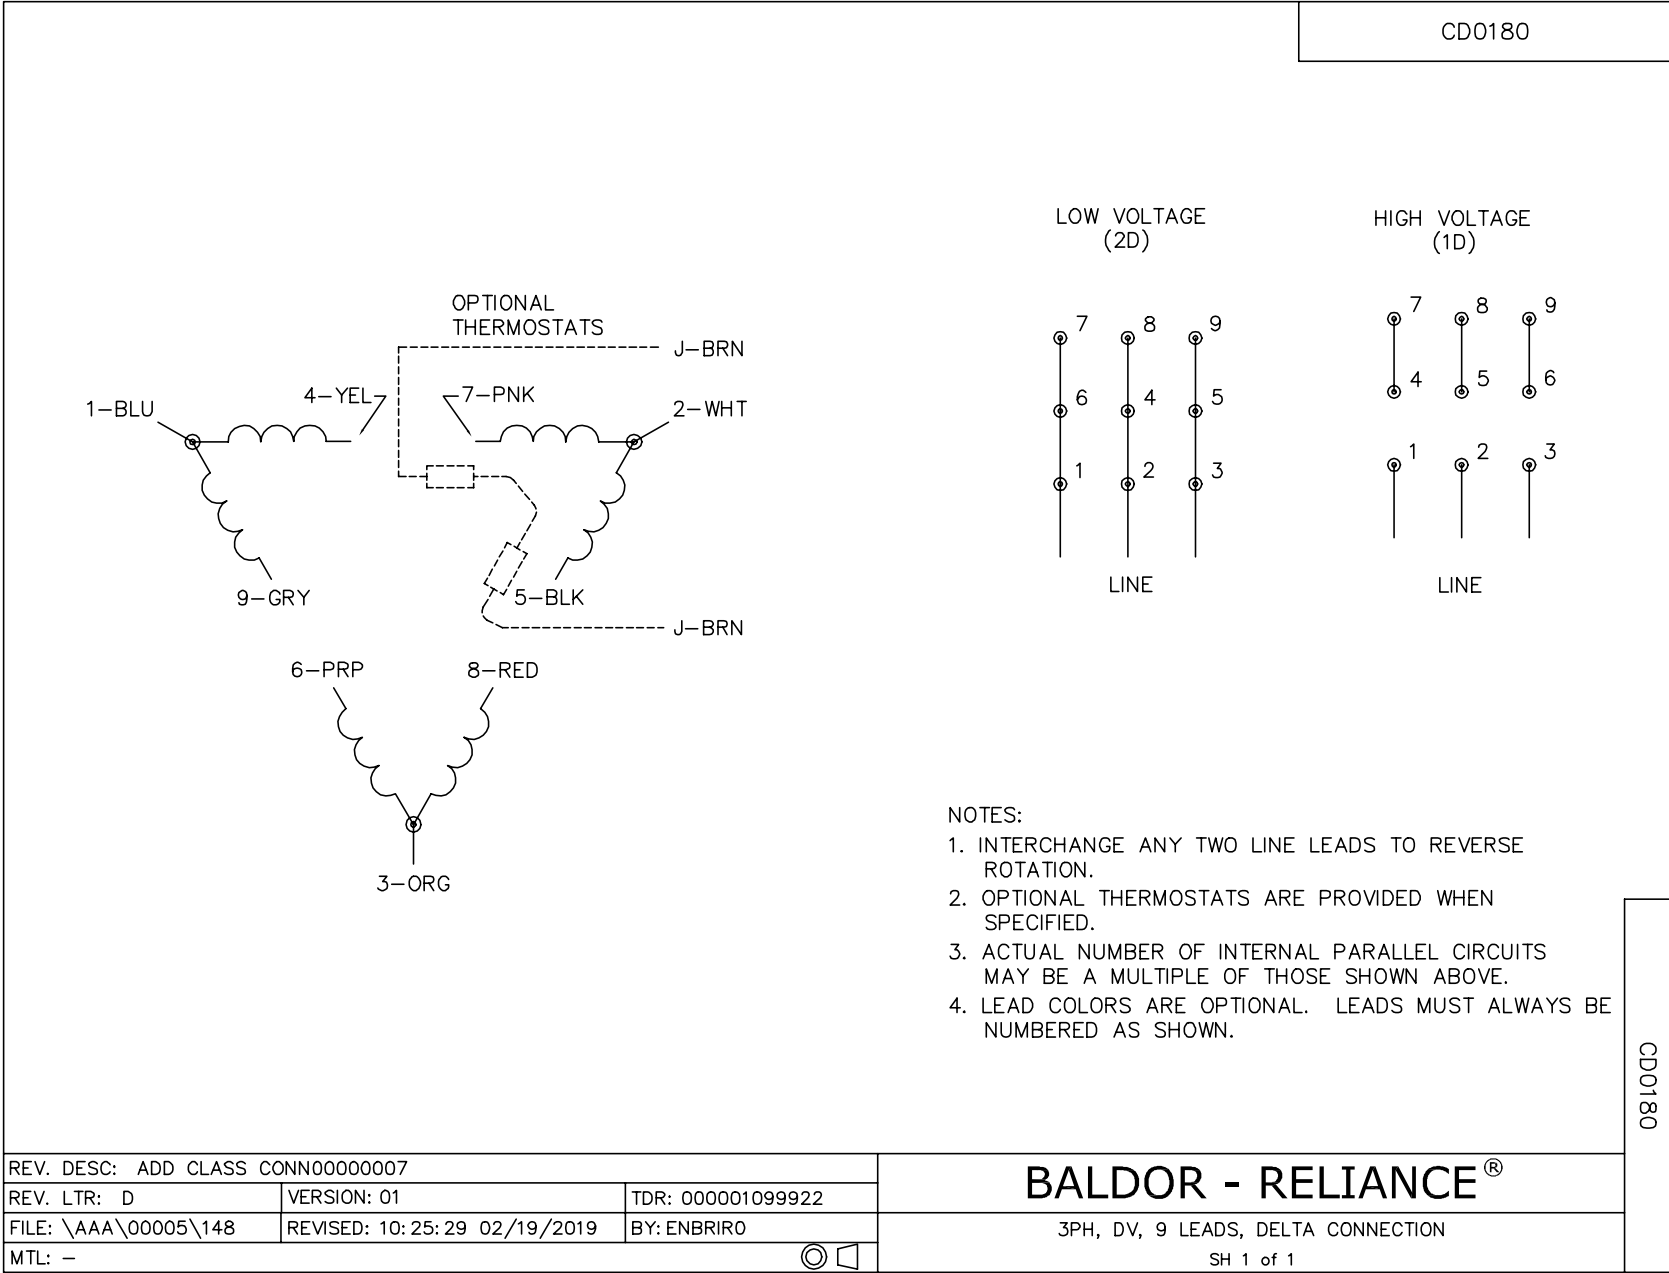 CD0180
LOW VOLTAGE
(2D)
HIGH VOLTAGE
(1D)
OPTIONAL
THERMOSTATS
J-BRN
1-BLU
4-YEL
7-PNK
2-WHT
9-GRY
5-BLK
J-BRN
6-PRP
8-RED
3-ORG
7 8 9
6 4 5
1 2 3
LINE
7 8 9
4 5 6
1 2 3
LINE
NOTES:
1. INTERCHANGE ANY TWO LINE LEADS TO REVERSE
ROTATION.
2. OPTIONAL THERMOSTATS ARE PROVIDED WHEN
SPECIFIED.
3. ACTUAL NUMBER OF INTERNAL PARALLEL CIRCUITS
MAY BE A MULTIPLE OF THOSE SHOWN ABOVE.
4. LEAD COLORS ARE OPTIONAL. LEADS MUST ALWAYS BE
NUMBERED AS SHOWN.
CD0180
REV. DESC: ADD CLASS CONN00000007
REV. LTR: D
VERSION: 01
TDR: 000001099922
FILE: \AAA\00005\148
REVISED: 10:25:29 02/19/2019
BY: ENBRIR0
MTL: -
BALDOR - RELIANCE®
3PH, DV, 9 LEADS, DELTA CONNECTION
SH 1 of 1